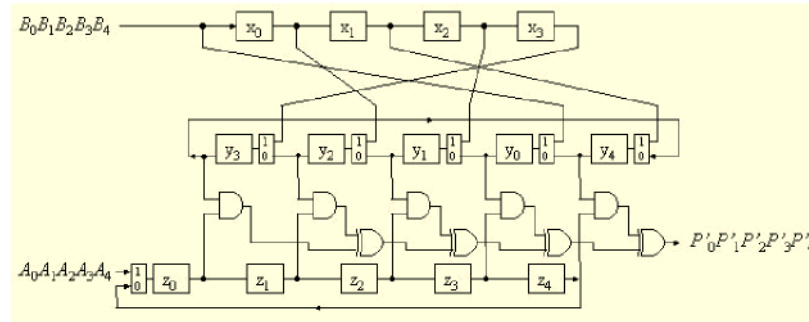 B₀B₁B₂B₃B₄ x₀ x₁ x₂ x₃
y₃ 1 0 y₂ 1 0 y₁ 1 0 y₀ 1 0 y₄ 1 0
P'₀P'₁P'₂P'₃P'
A₀A₁A₂A₃A₄ 1 0 z₀ z₁ z₂ z₃ z₄